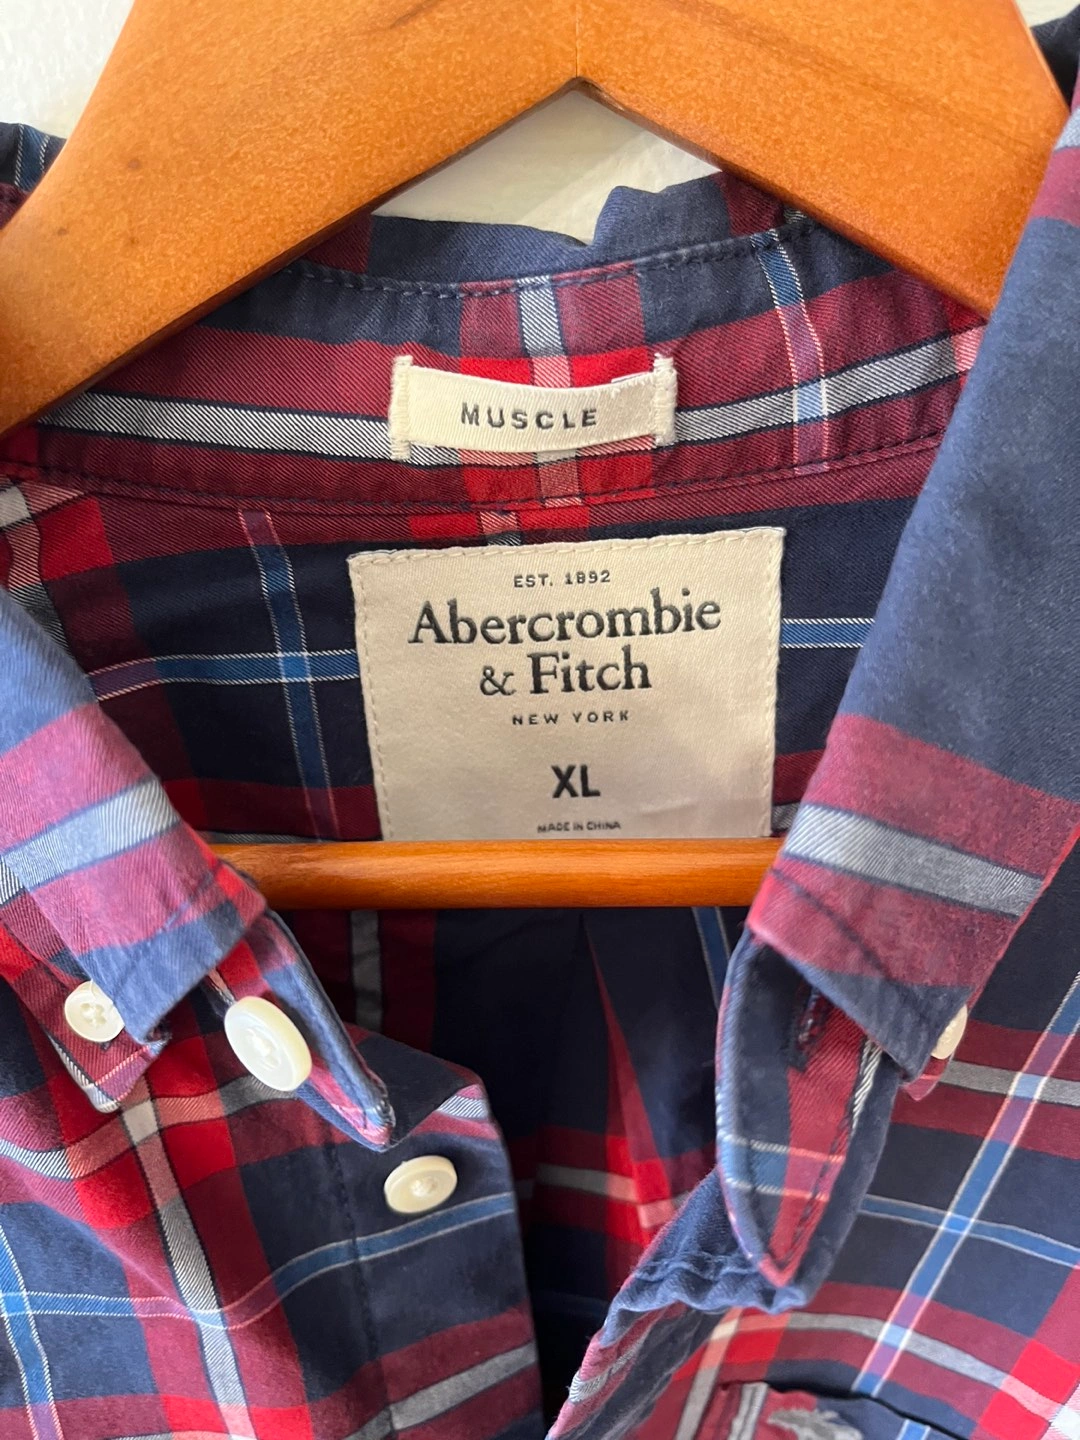 MUSCLE
EST. 1892
Abercrombie
& Fitch
NEW YORK
XL
MADE IN CHINA